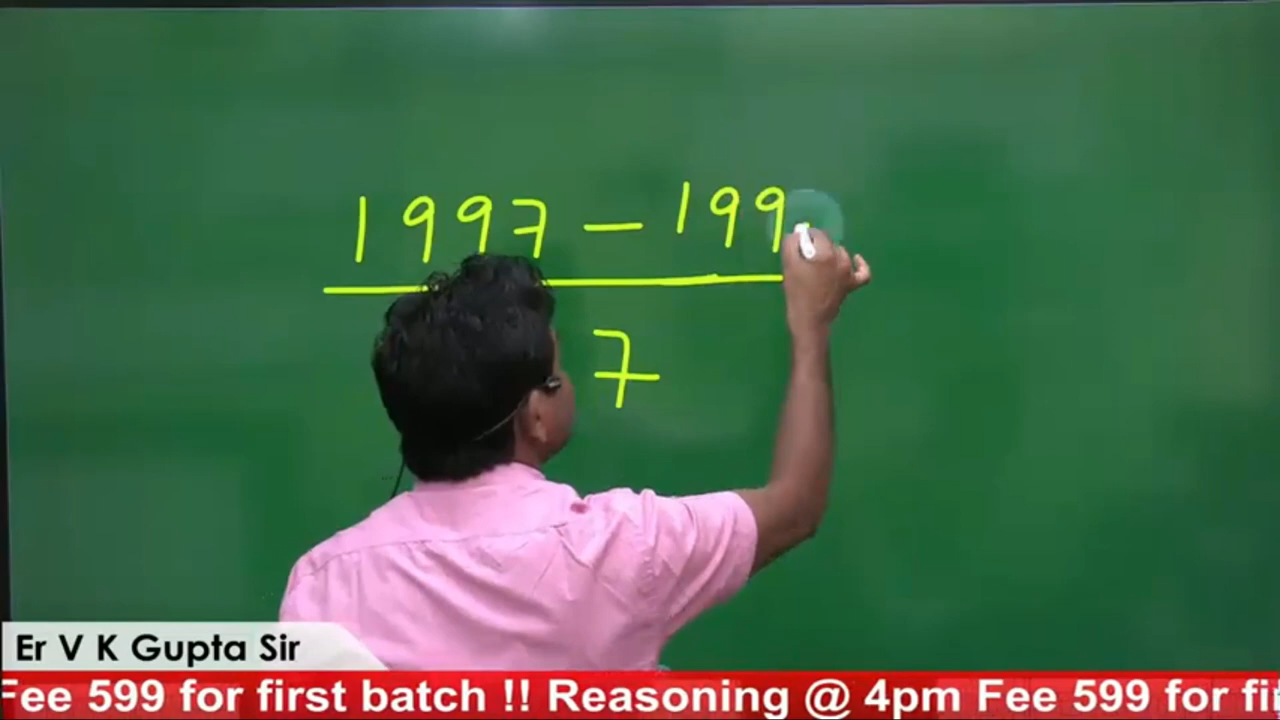 1997 - 199
7
Er V K Gupta Sir
Fee 599 for first batch !! Reasoning @ 4pm Fee 599 for fi